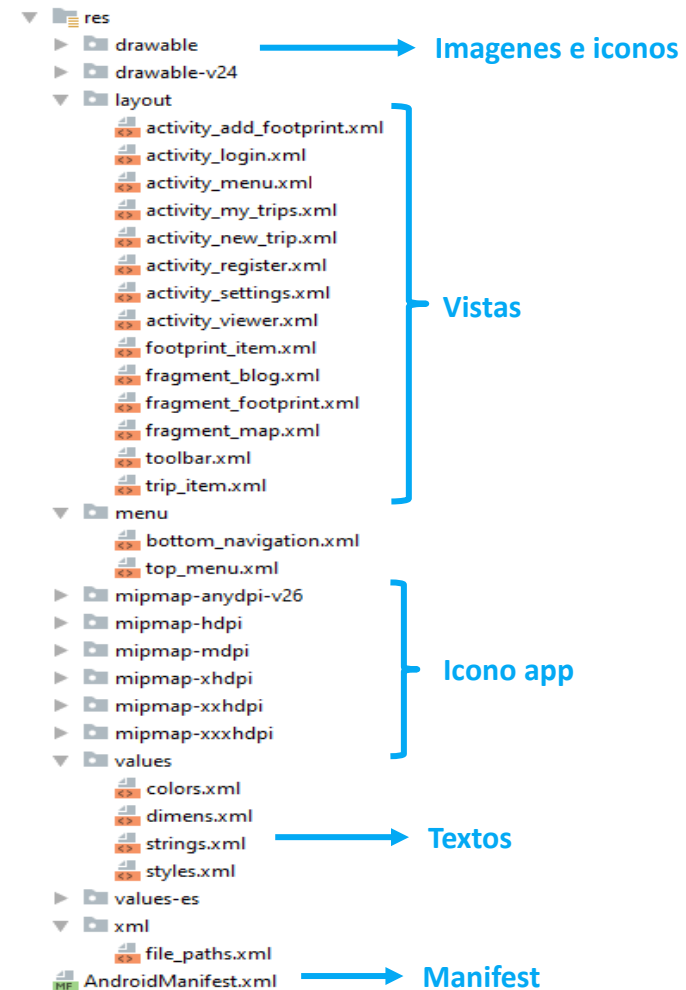 res
drawable
Imagenes e iconos
drawable-v24
layout
activity_add_footprint.xml
activity_login.xml
activity_menu.xml
activity_my_trips.xml
activity_new_trip.xml
activity_register.xml
activity_settings.xml
activity_viewer.xml
footprint_item.xml
fragment_blog.xml
fragment_footprint.xml
fragment_map.xml
toolbar.xml
trip_item.xml
Vistas
menu
bottom_navigation.xml
top_menu.xml
mipmap-anydpi-v26
mipmap-hdpi
mipmap-mdpi
mipmap-xhdpi
mipmap-xxhdpi
mipmap-xxxhdpi
Icono app
values
colors.xml
dimens.xml
strings.xml
Textos
styles.xml
values-es
xml
file_paths.xml
MF AndroidManifest.xml
Manifest